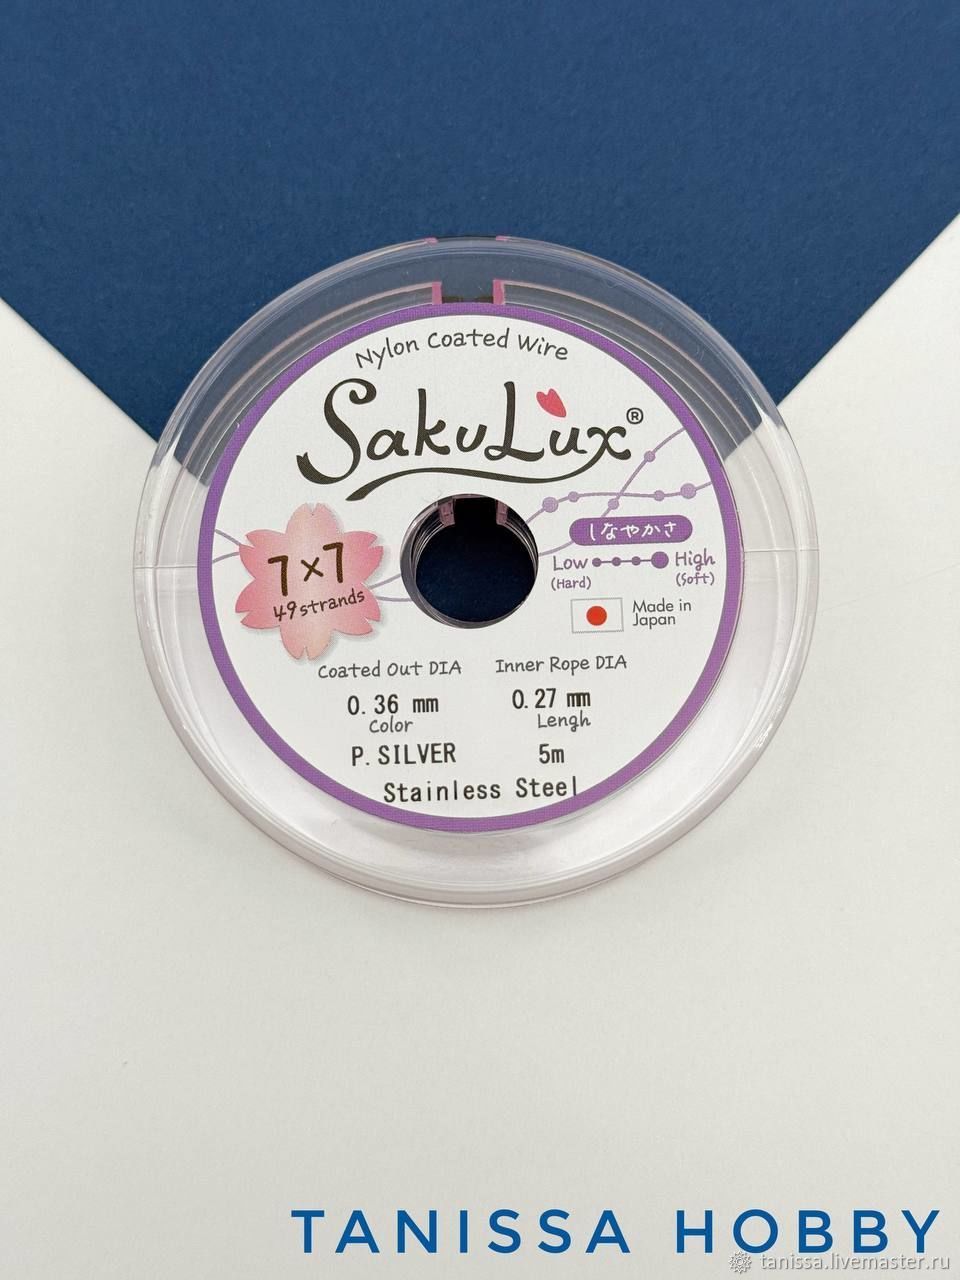 Nylon Coated Wire
SakuLux®
7×7
49 strands
しなやかさ
Low High
(Hard) (Soft)
Made in
Japan
Coated Out DIA Inner Rope DIA
0.36 mm 0.27 mm
Color Lengh
P.SILVER 5m
Stainless Steel
TANISSA HOBBY
tanissa.livemaster.ru